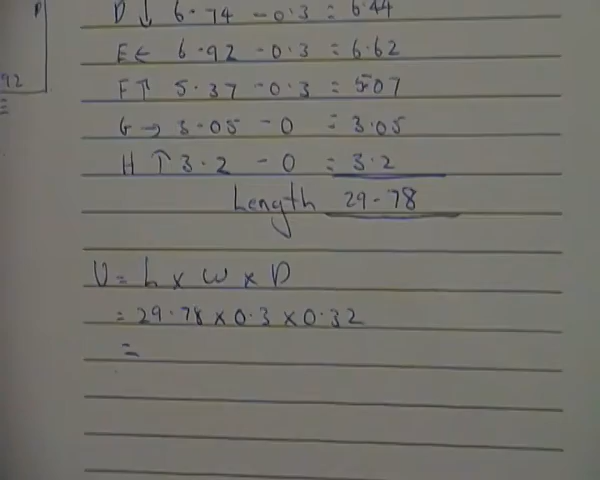 D ↓ 6.74 - 0.3 = 6.44
92
E ← 6.92 - 0.3 = 6.62
F ↑ 5.37 - 0.3 = 5.07
G → 3.05 - 0 = 3.05
H ↑ 3.2 - 0 = 3.2
Length 29.78
V = L x W x D
= 29.78 x 0.3 x 0.32
=